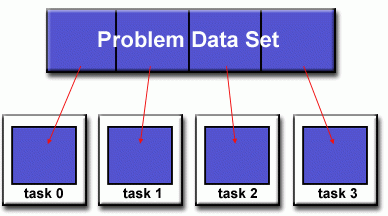 Problem Data Set
task 0
task 1
task 2
task 3